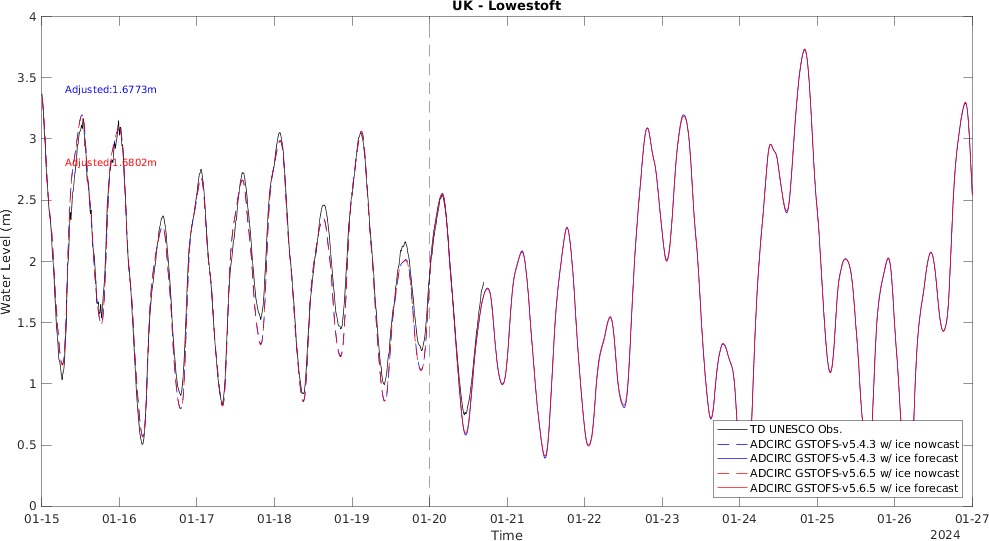 UK - Lowestoft
4
3.5
3
2.5
2
1.5
1
0.5
0
Water Level (m)
Adjusted:1.6773m
Adjusted:1.6802m
TD UNESCO Obs.
ADCIRC GSTOFS-v5.4.3 w/ ice nowcast
ADCIRC GSTOFS-v5.4.3 w/ ice forecast
ADCIRC GSTOFS-v5.6.5 w/ ice nowcast
ADCIRC GSTOFS-v5.6.5 w/ ice forecast
01-15 01-16 01-17 01-18 01-19 01-20 01-21 01-22 01-23 01-24 01-25 01-26 01-27
Time
2024